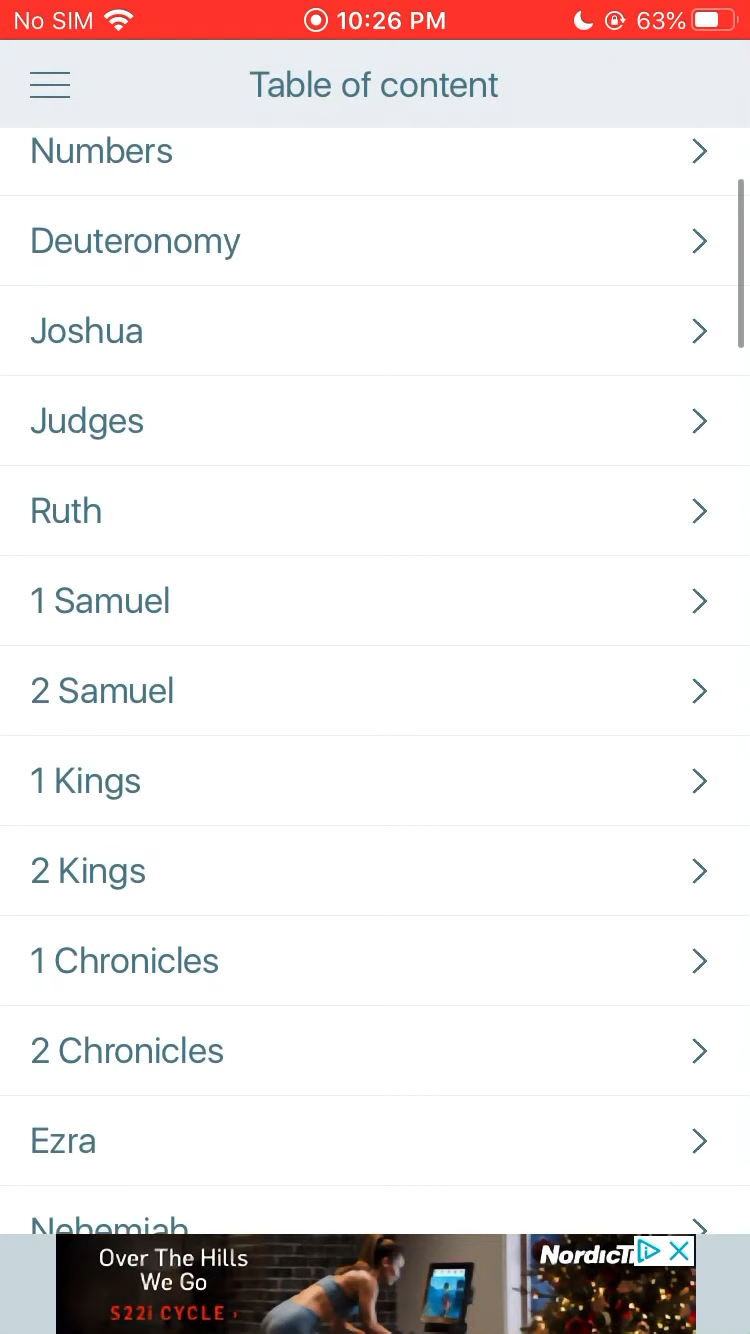 No SIM 10:26 PM 63%
Table of content
Numbers
Deuteronomy
Joshua
Judges
Ruth
1 Samuel
2 Samuel
1 Kings
2 Kings
1 Chronicles
2 Chronicles
Ezra
Nehemiah
Over The Hills
We Go
S22i CYCLE ›